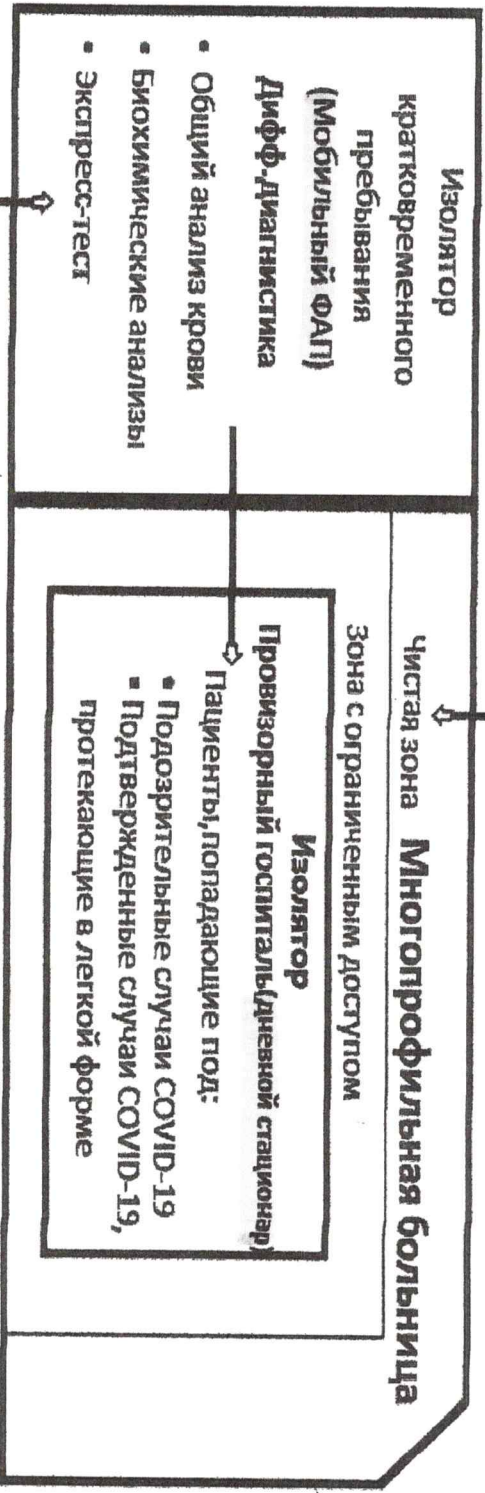 Изолятор
кратковременного
пребывания
(Мобильный ФАП)
Дифф.диагнистика
• Общий анализ крови
• Биохимические анализы
• Экспресс-тест
Чистая зона Многопрофильная больница
Зона с ограниченным доступом
Изолятор
Провизорный госпиталь(дневной стационар)
Пациенты,попадающие под:
• Подозрительные случаи COVID-19
• Подтвержденные случаи COVID-19,
протекающие в легкой форме